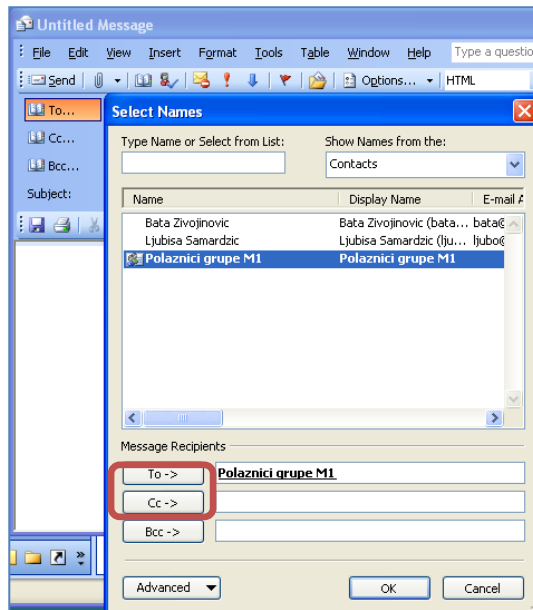 Untitled Message
File Edit View Insert Format Tools Table Window Help Type a questio
Send Options... HTML
To...
Cc...
Bcc...
Subject:
Select Names
Type Name or Select from List: Show Names from the:
Contacts
Name Display Name E-mail A
Bata Zivojinovic Bata Zivojinovic (bata... bata@
Ljubisa Samardzic Ljubisa Samardzic (lju... ljubo@
Polaznici grupe M1 Polaznici grupe M1
Message Recipients
To -> Polaznici grupe M1
Cc ->
Bcc ->
Advanced OK Cancel